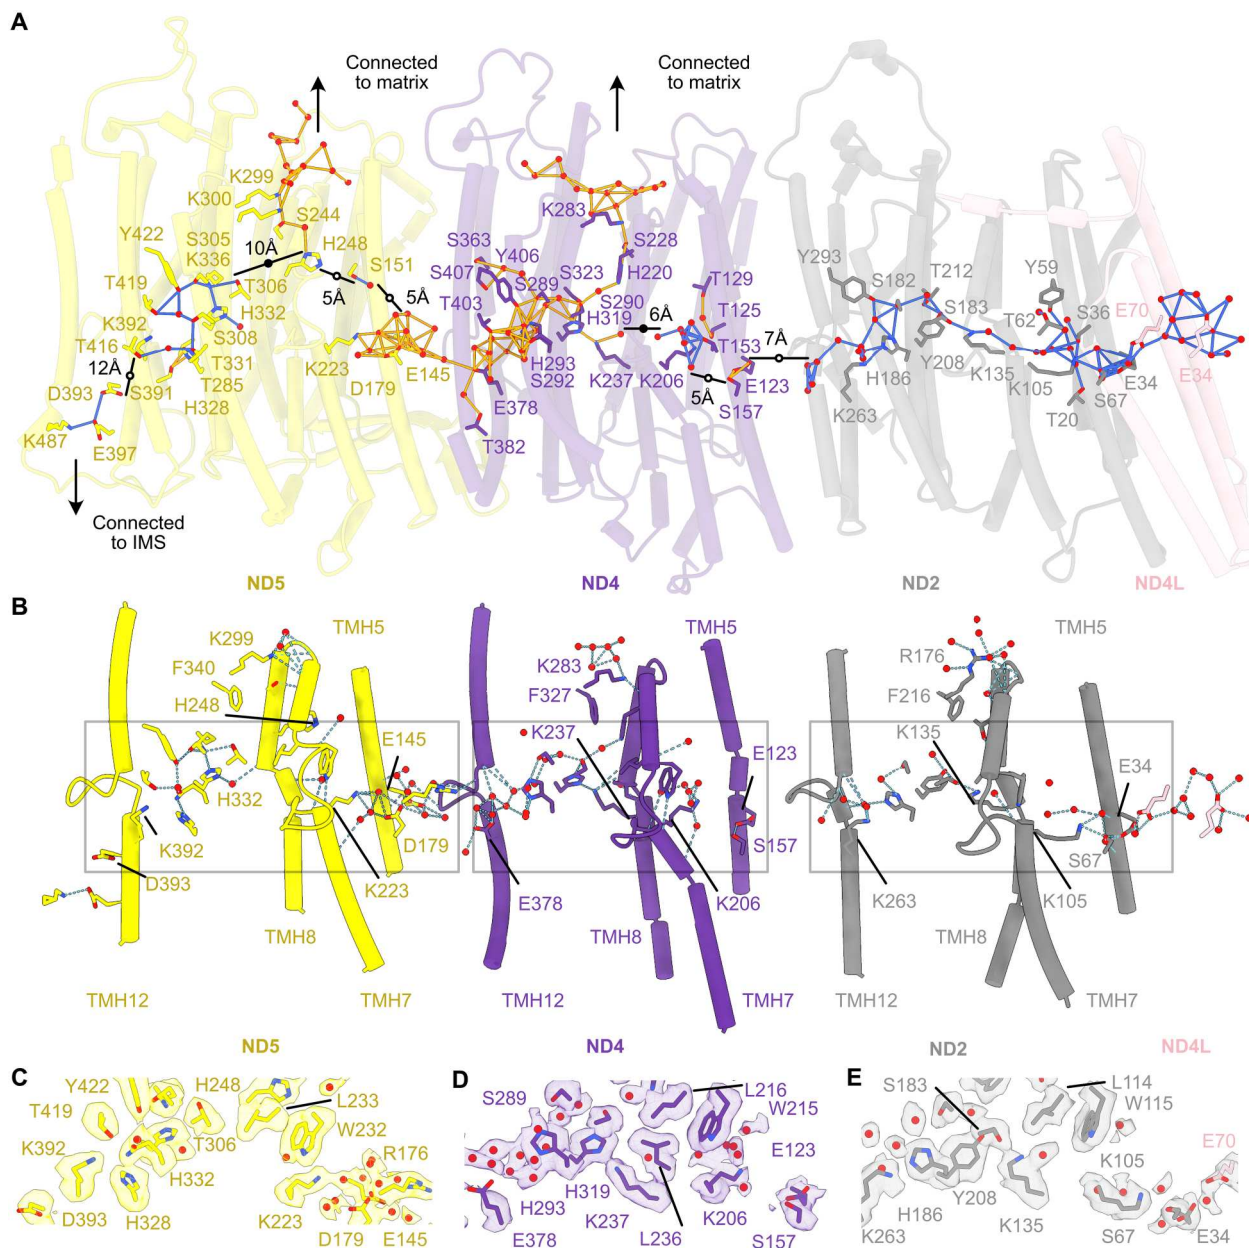 A
Connected
to matrix
Connected
to matrix
K299
K300
S244
Y422
S305
K336
10Å
H248
S151
T419
T306
5Å
5Å
K392
H332
T416
S308
12Å
T331
D393
S391
T285
H328
K223
D179
E145
K487
E397
Connected
to IMS
K283
S363
Y406
S228
S407
S289
S323
H220
T129
T403
S290
6Å
T125
H319
T153
7Å
H293
S292
K237
K206
E123
5Å
S157
E378
T382
Y293
S182
T212
Y59
S183
S36
E70
T62
H186
Y208
K135
K105
E34
E34
K263
S67
T20
ND5
ND4
ND2
ND4L
B
K299
TMH5
F340
H248
E145
H332
K392
D179
D393
K223
TMH8
TMH12
TMH7
K283
TMH5
F327
K237
E123
S157
E378
K206
TMH8
TMH12
TMH7
R176
TMH5
F216
K135
E34
S67
K263
K105
TMH8
TMH12
TMH7
ND5
ND4
ND2
ND4L
C
Y422
H248
T419
L233
W232
K392
T306
R176
H332
D393
H328
K223
D179
E145
D
S289
L216
W215
E123
H319
H293
K237
K206
E378
L236
S157
E
S183
L114
W115
E70
K105
Y208
H186
K263
K135
S67
E34